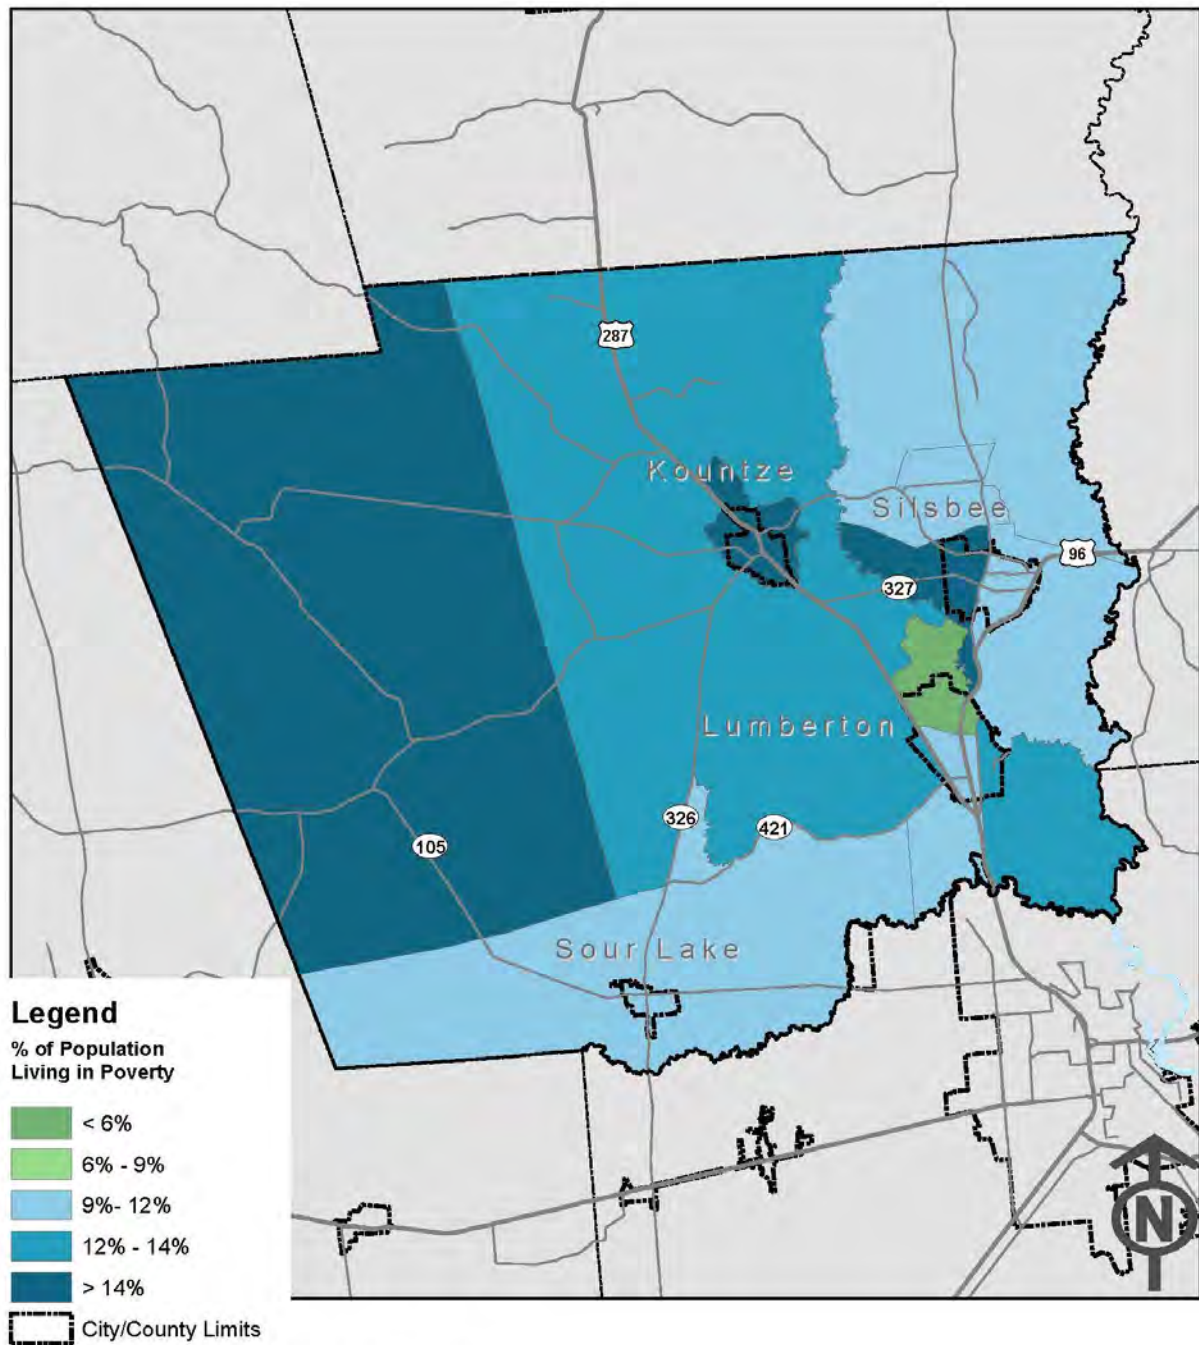 287
Kountze
Silsbee
96
327
Lumberton
326
421
105
Sour Lake
Legend
% of Population
Living in Poverty
< 6%
6% - 9%
9%- 12%
12% - 14%
> 14%
City/County Limits
N